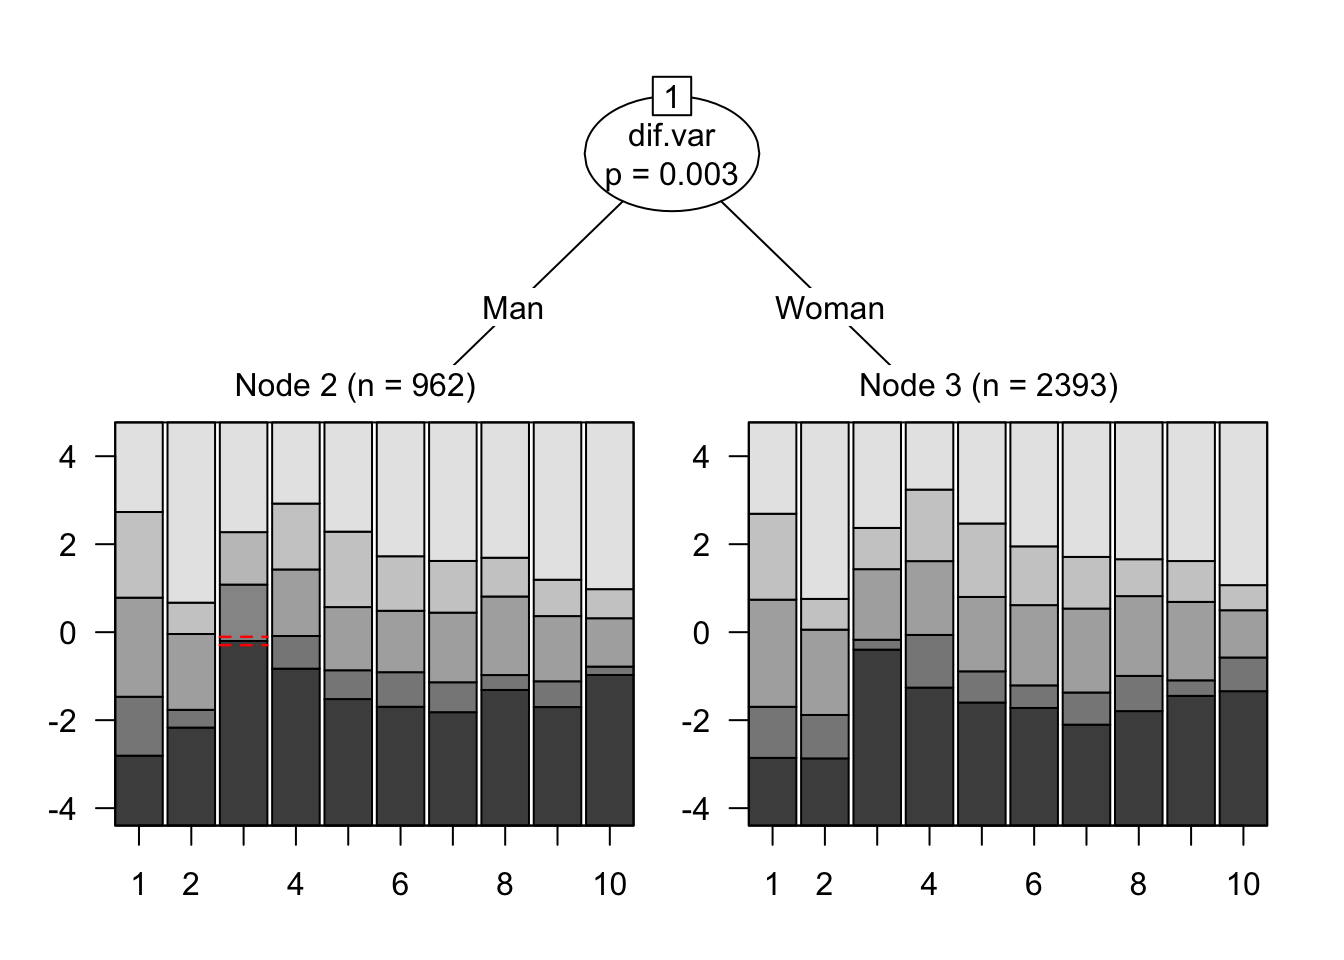 1
dif.var
p = 0.003
Man
Woman
Node 2 (n = 962)
Node 3 (n = 2393)
4
2
0
-2
-4
1 2 4 6 8 10
4
2
0
-2
-4
1 2 4 6 8 10